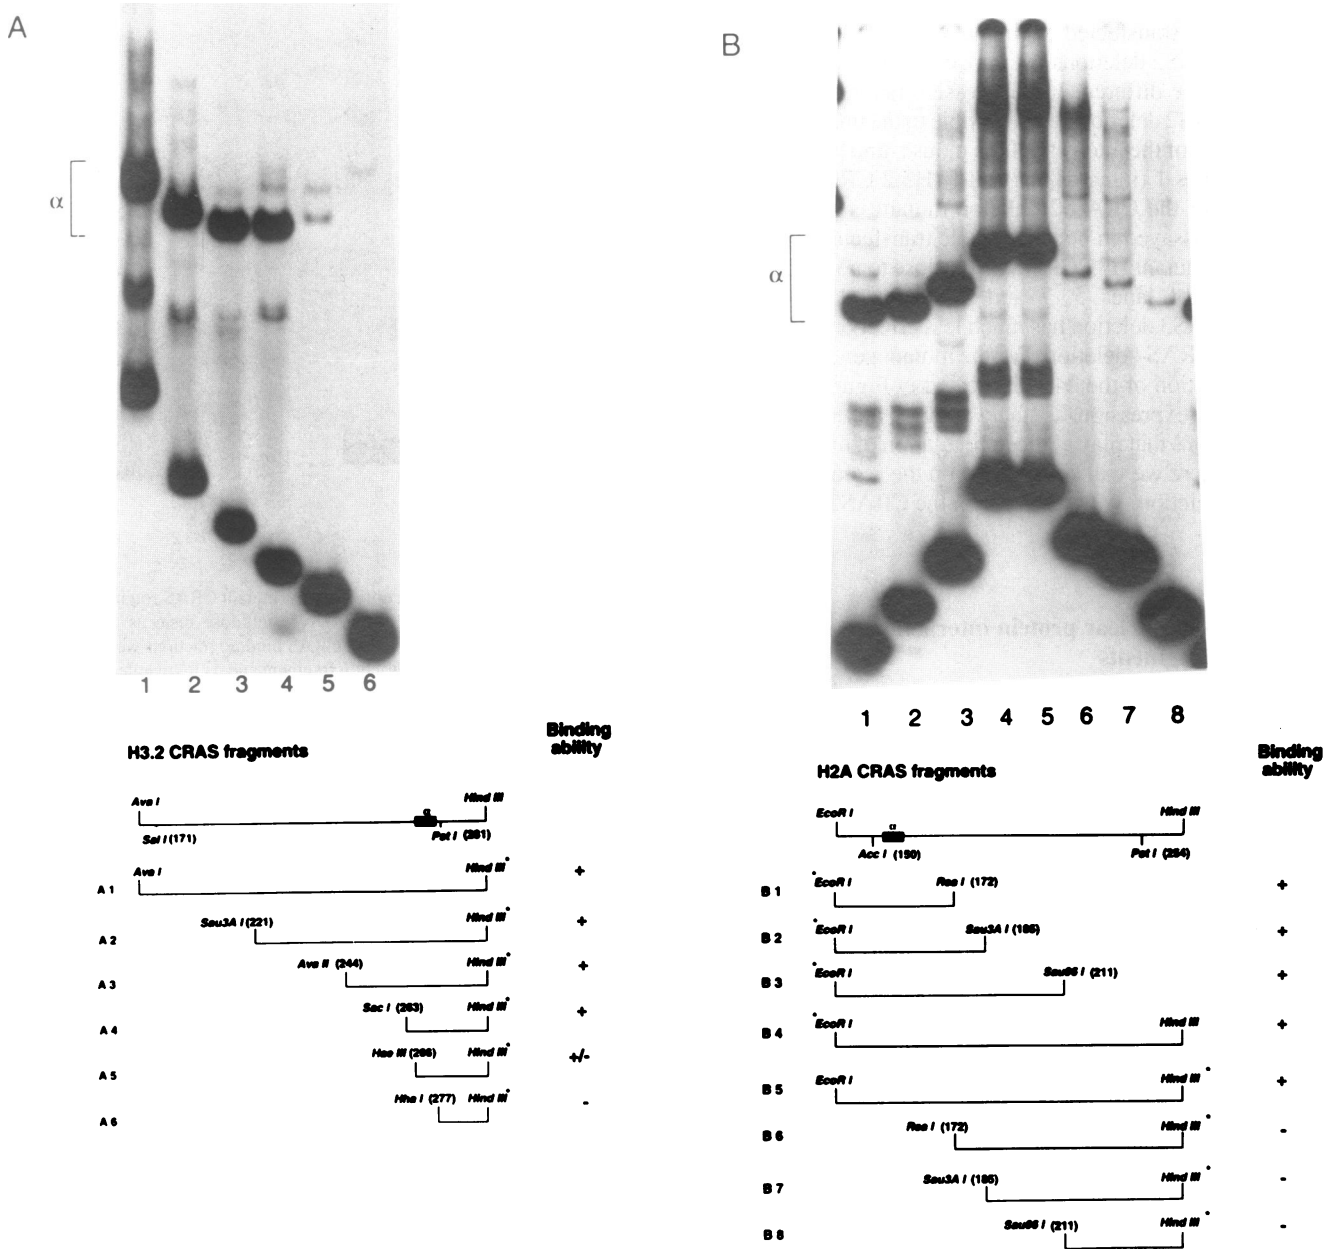 A
α
1 2 3 4 5 6
H3.2 CRAS fragments
Binding ability
Ava I
α
Hind III
Sal I (171)
Pst I (281)
A 1
Ava I
Hind III*
+
A 2
Sau3A I (221)
Hind III*
+
A 3
Ava II (244)
Hind III*
+
A 4
Sac I (263)
Hind III*
+
A 5
Hae III (266)
Hind III*
+/-
A 6
Hha I (277)
Hind III*
-
B
α
1 2 3 4 5 6 7 8
H2A CRAS fragments
Binding ability
EcoR I
α
Hind III
Acc I (150)
Pst I
B 1
*EcoR I
Rsa I (172)
+
B 2
*EcoR I
Sau3A I (185)
+
B 3
*EcoR I
Sau96 I (211)
+
B 4
*EcoR I
Hind III
+
B 5
EcoR I
Hind III*
+
B 6
Rsa I (172)
Hind III*
-
B 7
Sau3A I (185)
Hind III*
-
B 8
Sau96 I (211)
Hind III*
-